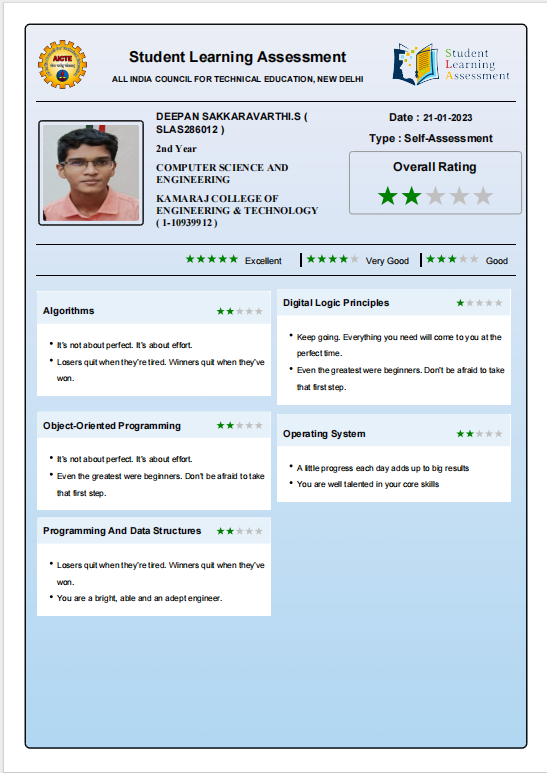 AICTE
Student Learning Assessment
ALL INDIA COUNCIL FOR TECHNICAL EDUCATION, NEW DELHI
Student
Learning
Assessment
DEEPAN SAKKARAVARTHI.S (
SLAS286012 )
2nd Year
COMPUTER SCIENCE AND
ENGINEERING
KAMARAJ COLLEGE OF
ENGINEERING & TECHNOLOGY
( 1-10939912 )
Date : 21-01-2023
Type : Self-Assessment
Overall Rating
Excellent
Very Good
Good
Algorithms
It's not about perfect. It's about effort.
Losers quit when they're tired. Winners quit when they've
won.
Digital Logic Principles
Keep going. Everything you need will come to you at the
perfect time.
Even the greatest were beginners. Don't be afraid to take
that first step.
Object-Oriented Programming
It's not about perfect. It's about effort.
Even the greatest were beginners. Don't be afraid to take
that first step.
Operating System
A little progress each day adds up to big results
You are well talented in your core skills
Programming And Data Structures
Losers quit when they're tired. Winners quit when they've
won.
You are a bright, able and an adept engineer.